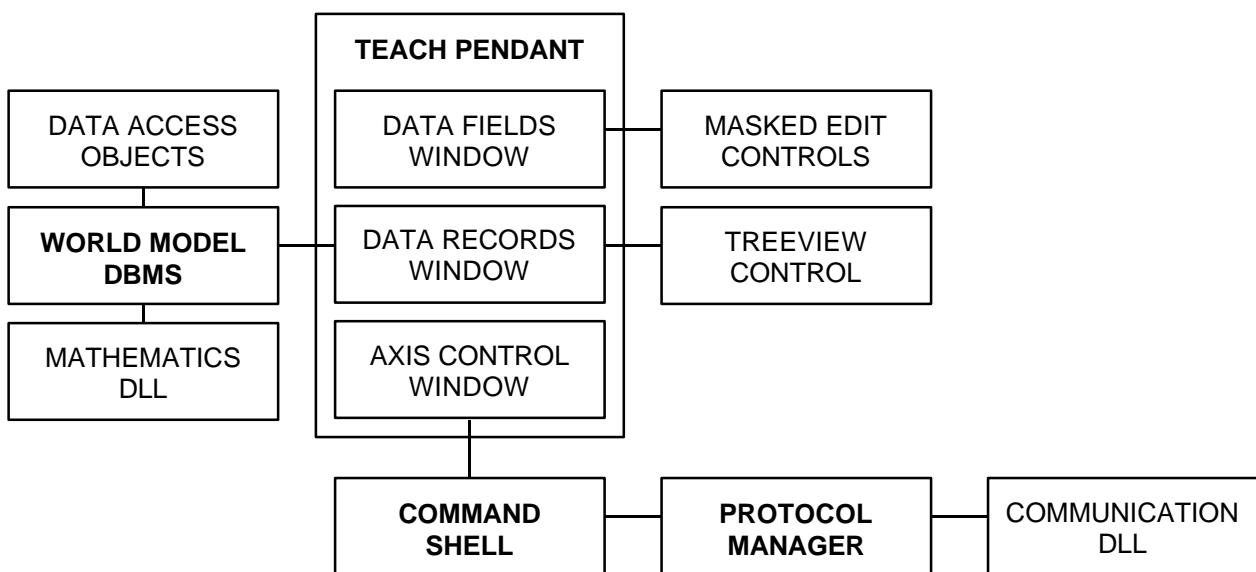 TEACH PENDANT
DATA ACCESS
OBJECTS
DATA FIELDS
WINDOW
MASKED EDIT
CONTROLS
WORLD MODEL
DBMS
DATA RECORDS
WINDOW
TREEVIEW
CONTROL
MATHEMATICS
DLL
AXIS CONTROL
WINDOW
COMMAND
SHELL
PROTOCOL
MANAGER
COMMUNICATION
DLL